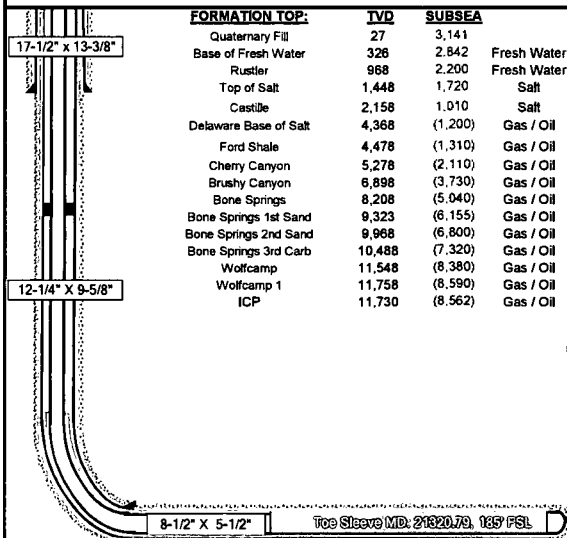 FORMATION TOP: TVD SUBSEA
Quaternary Fill 27 3,141
17-1/2" x 13-3/8"
Base of Fresh Water 326 2.842 Fresh Water
Rustler 968 2.200 Fresh Water
Top of Salt 1,448 1,720 Salt
Castille 2,158 1.010 Salt
Delaware Base of Salt 4,368 (1,200) Gas / Oil
Ford Shale 4,478 (1,310) Gas / Oil
Cherry Canyon 5,278 (2,110) Gas / Oil
Brushy Canyon 6,898 (3,730) Gas / Oil
Bone Springs 8,208 (5,040) Gas / Oil
Bone Springs 1st Sand 9,323 (6,155) Gas / Oil
Bone Springs 2nd Sand 9,968 (6,800) Gas / Oil
Bone Springs 3rd Carb 10,488 (7,320) Gas / Oil
Wolfcamp 11,548 (8,380) Gas / Oil
12-1/4" X 9-5/8"
Wolfcamp 1 11,758 (8,590) Gas / Oil
ICP 11,730 (8,562) Gas / Oil
8-1/2" X 5-1/2"
Toe Sleeve MD: 21320.79, 185' FSL